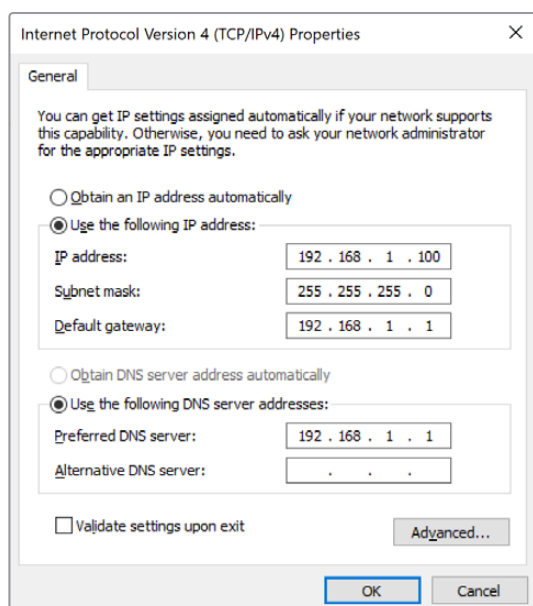 Internet Protocol Version 4 (TCP/IPv4) Properties
General
You can get IP settings assigned automatically if your network supports
this capability. Otherwise, you need to ask your network administrator
for the appropriate IP settings.
Obtain an IP address automatically
Use the following IP address:
IP address: 192 . 168 . 1 . 100
Subnet mask: 255 . 255 . 255 . 0
Default gateway: 192 . 168 . 1 . 1
Obtain DNS server address automatically
Use the following DNS server addresses:
Preferred DNS server: 192 . 168 . 1 . 1
Alternative DNS server: . . .
Validate settings upon exit
Advanced...
OK Cancel